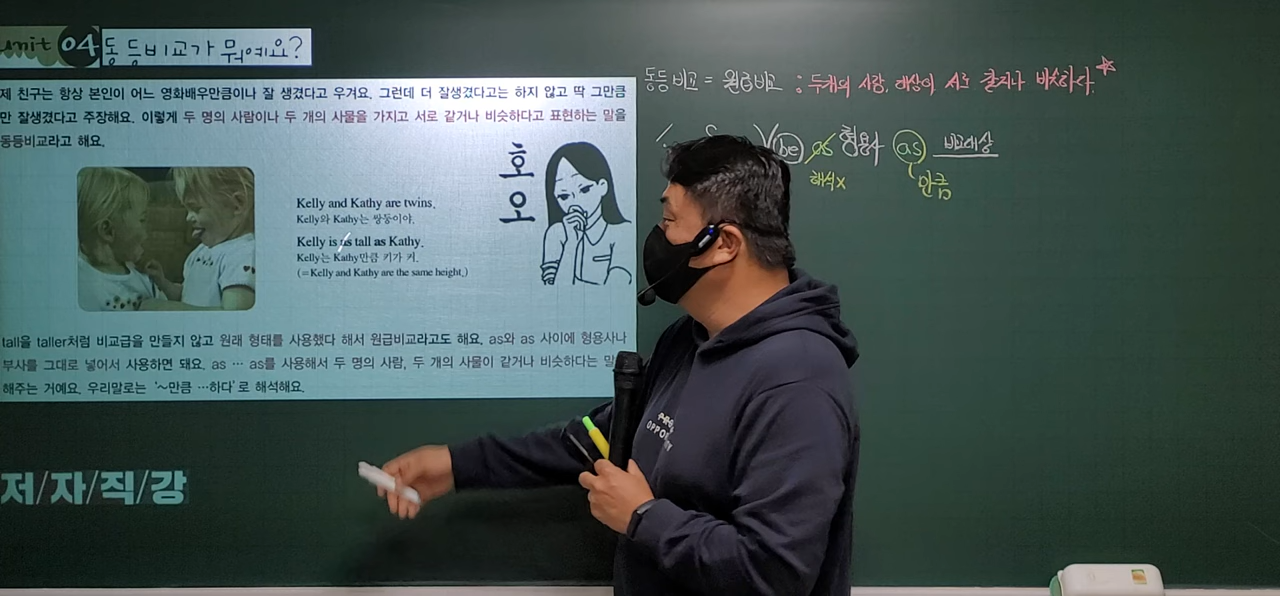 unit 04 동등비교가 뭐예요?
제 친구는 항상 본인이 어느 영화배우만큼이나 잘 생겼다고 우겨요. 그런데 더 잘생겼다고는 하지 않고 딱 그만큼
만 잘생겼다고 주장해요. 이렇게 두 명의 사람이나 두 개의 사물을 가지고 서로 같거나 비슷하다고 표현하는 말을
동등비교라고 해요.
Kelly and Kathy are twins.
Kelly와 Kathy는 쌍둥이야.
Kelly is as tall as Kathy.
Kelly는 Kathy만큼 키가 커.
(=Kelly and Kathy are the same height.)
호오
tall을 taller처럼 비교급을 만들지 않고 원래 형태를 사용했다 해서 원급비교라고도 해요. as와 as 사이에 형용사나
부사를 그대로 넣어서 사용하면 돼요. as … as를 사용해서 두 명의 사람, 두 개의 사물이 같거나 비슷하다는 말
해주는 거예요. 우리말로는 '~만큼 …하다'로 해석해요.
저/자/직/강
동등비교 = 원급비교 : 두개의 사람, 대상이 서로 같거나 비슷하다.
be as 형용사 as 비교대상
해석x 만큼